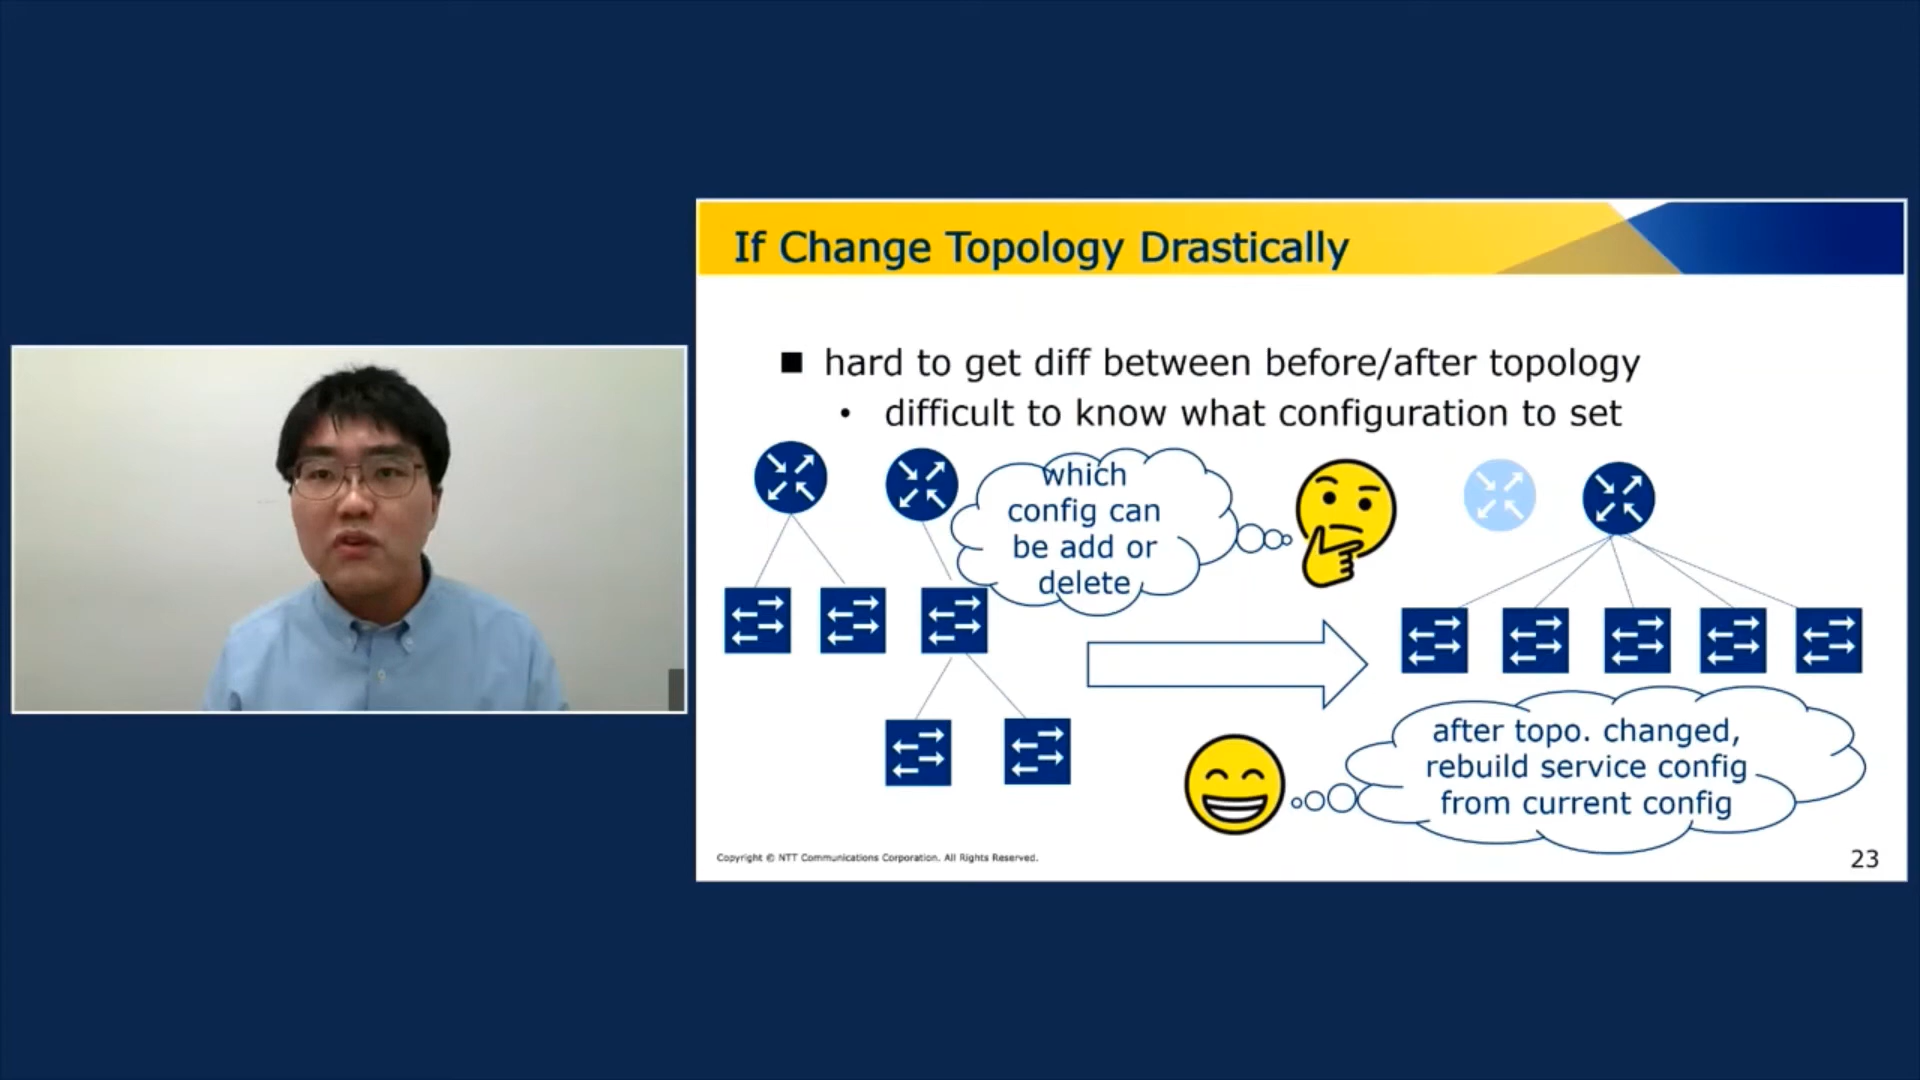 If Change Topology Drastically
■ hard to get diff between before/after topology
• difficult to know what configuration to set
which
config can
be add or
delete
after topo. changed,
rebuild service config
from current config
Copyright © NTT Communications Corporation. All Rights Reserved.
23